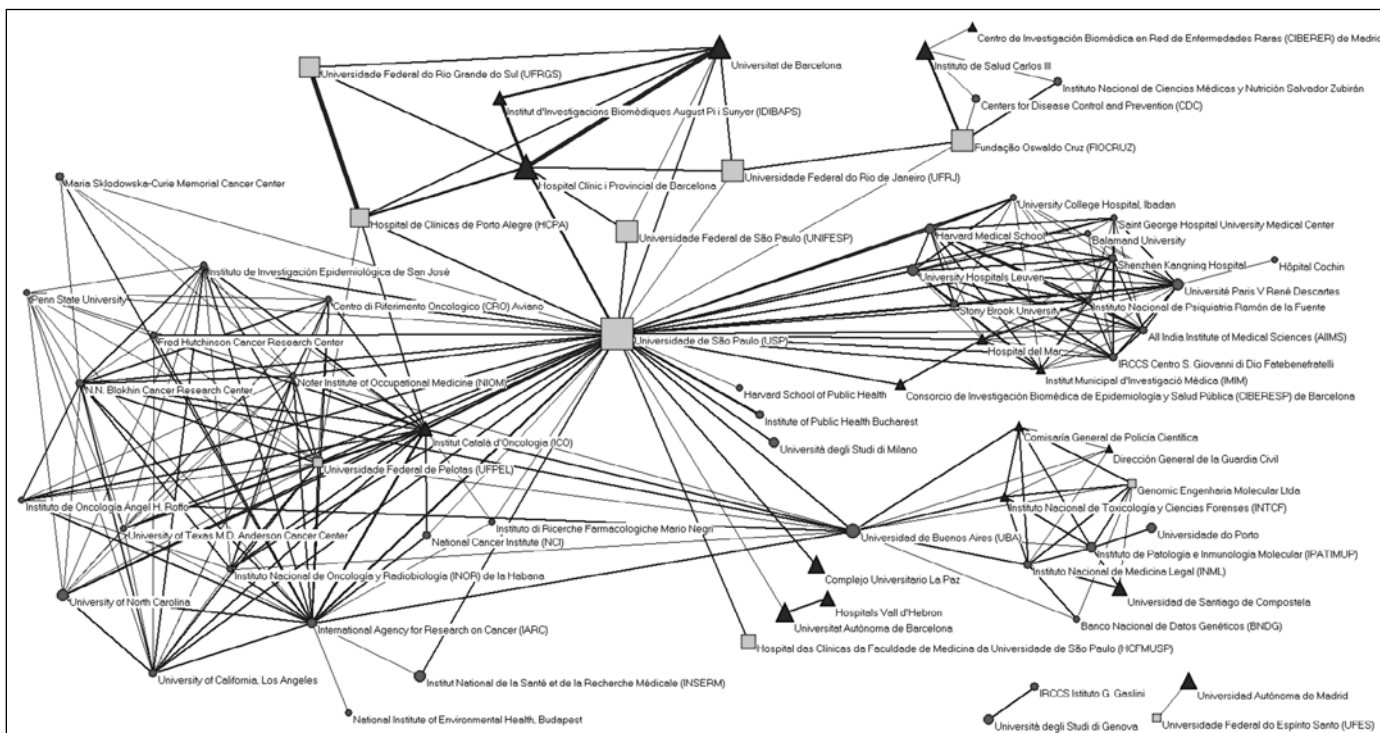 Centro de Investigación Biomédica en Red de Enfermedades Raras (CIBERER) de Madrid
Universidade Federal do Rio Grande do Sul (UFRGS)
Universitat de Barcelona
Instituto de Salud Carlos III
Instituto Nacional de Ciencias Médicas y Nutrición Salvador Zubirán
Institut d'Investigacions Biomèdiques August Pi i Sunyer (IDIBAPS)
Centers for Disease Control and Prevention (CDC)
Fundação Oswaldo Cruz (FIOCRUZ)
Universidade Federal do Rio de Janeiro (UFRJ)
Maria Sklodowska-Curie Memorial Cancer Center
Hospital Clínic i Provincial de Barcelona
University College Hospital, Ibadan
Hospital de Clínicas de Porto Alegre (HCPA)
Saint George Hospital University Medical Center
Harvard Medical School
Universidade Federal de São Paulo (UNIFESP)
Balamand University
Instituto de Investigación Epidemiológica de San José
Shenzhen Kangning Hospital
Hôpital Cochin
University Hospitals Leuven
Université Paris V René Descartes
Penn State University
Centro di Riferimento Oncologico (CRO) Aviano
Instituto Nacional de Psiquiatria Ramón de la Fuente
Stony Brook University
Fred Hutchinson Cancer Research Center
Universidade de São Paulo (USP)
All India Institute of Medical Sciences (AIIMS)
Hospital del Mar
IRCCS Centro S. Giovanni di Dio Fatebenefratelli
Institut Municipal d'Investigació Mèdica (IMIM)
N.N. Blokhin Cancer Research Center
Nofer Institute of Occupational Medicine (NIOM)
Harvard School of Public Health
Consorcio de Investigación Biomédica de Epidemiología y Salud Pública (CIBERESP) de Barcelona
Institute of Public Health Bucharest
Institut Català d'Oncologia (ICO)
Università degli Studi di Milano
Comisaría General de Policía Científica
Dirección General de la Guardia Civil
Universidade Federal de Pelotas (UFPEL)
Genomic Engenharia Molecular Ltda
Instituto de Oncología Angel H. Roffo
Instituto Nacional de Toxicología y Ciencias Forenses (INTCF)
Instituto di Ricerche Farmacologiche Mario Negri
University of Texas M.D. Anderson Cancer Center
National Cancer Institute (NCI)
Universidad de Buenos Aires (UBA)
Universidade do Porto
Instituto de Patologia e Inmunologia Molecular (IPATIMUP)
Instituto Nacional de Medicina Legal (INML)
Instituto Nacional de Oncología y Radiobiología (INOR) de la Habana
Complejo Universitario La Paz
Universidad de Santiago de Compostela
University of North Carolina
Hospitals Vall d'Hebron
Universitat Autònoma de Barcelona
Banco Nacional de Datos Genéticos (BNDG)
International Agency for Research on Cancer (IARC)
Hospital das Clínicas da Faculdade de Medicina da Universidade de São Paulo (HCFMUSP)
University of California, Los Angeles
Institut National de la Santé et de la Recherche Médicale (INSERM)
IRCCS Istituto G. Gaslini
Universidad Autónoma de Madrid
National Institute of Environmental Health, Budapest
Università degli Studi di Genova
Universidade Federal do Espírito Santo (UFES)